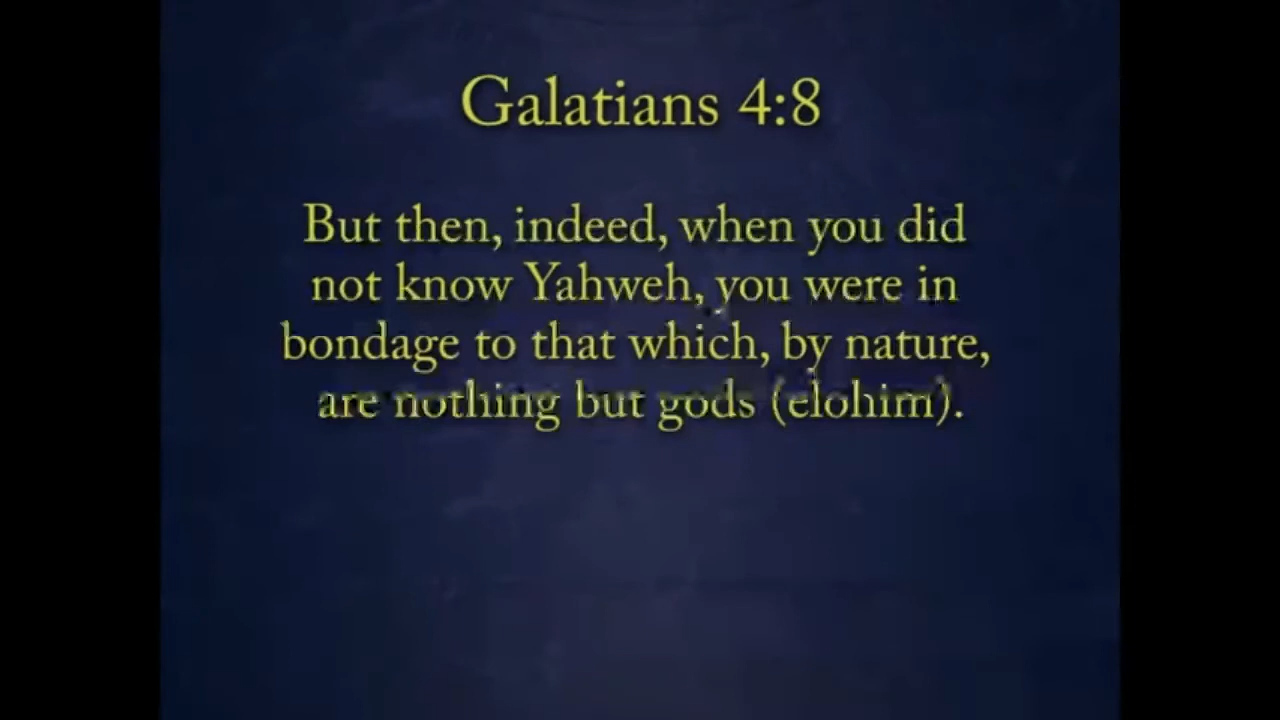 Galatians 4:8
But then, indeed, when you did
not know Yahweh, you were in
bondage to that which, by nature,
are nothing but gods (elohim).